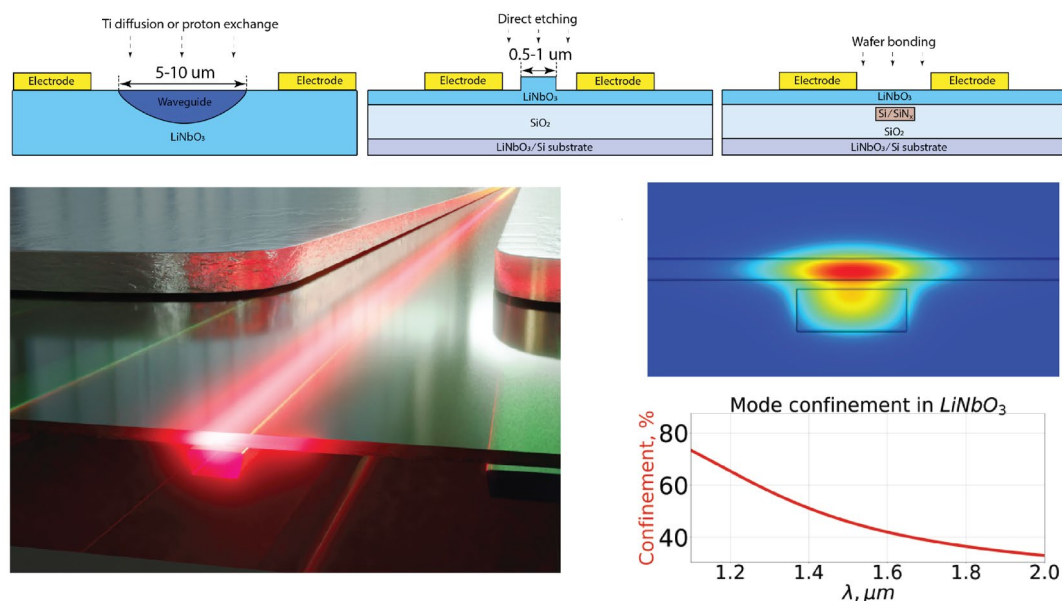 Ti diffusion or proton exchange
5-10 um
Electrode
Electrode
Waveguide
LiNbO₃
Direct etching
0.5-1 um
Electrode
Electrode
LiNbO₃
SiO₂
LiNbO₃/Si substrate
Wafer bonding
Electrode
Electrode
LiNbO₃
Si/SiNₓ
SiO₂
LiNbO₃/Si substrate
Mode confinement in LiNbO₃
Confinement, %
80
60
40
1.2 1.4 1.6 1.8 2.0
λ, μm